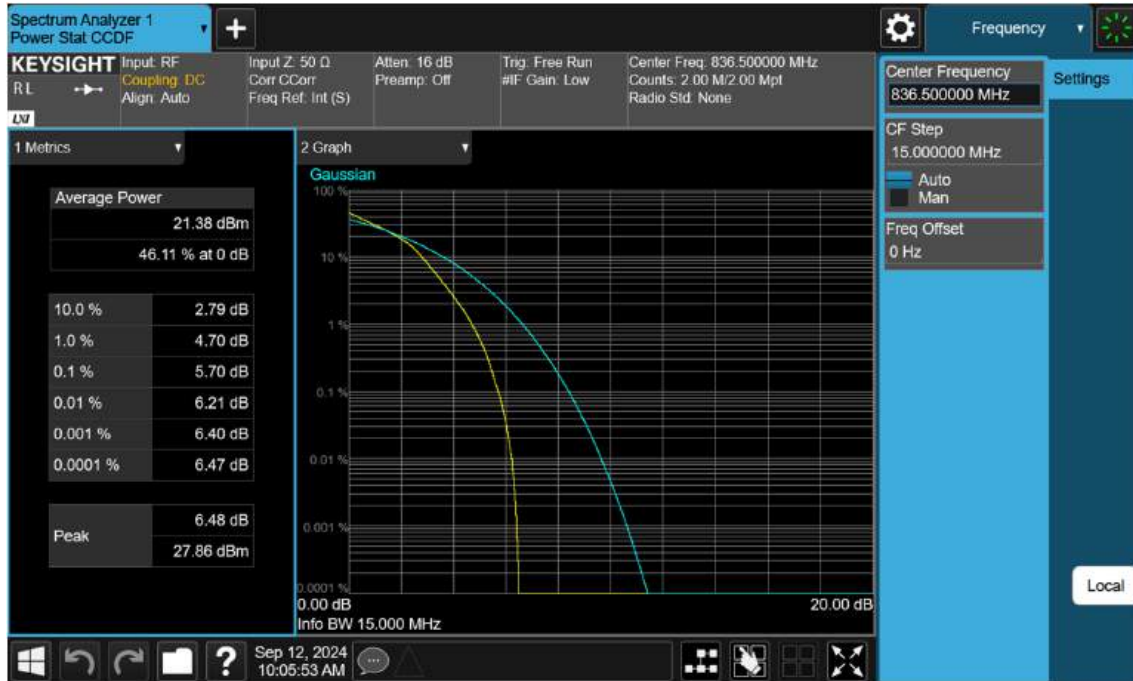 Spectrum Analyzer 1
Power Stat CCDF
Frequency
KEYSIGHT
R L
LXI
Input: RF
Coupling: DC
Align: Auto
Input Z: 50 Ω
Corr CCorr
Freq Ref: Int (S)
Atten: 16 dB
Preamp: Off
Trig: Free Run
#IF Gain: Low
Center Freq: 836.500000 MHz
Counts: 2.00 M/2.00 Mpt
Radio Std: None
Center Frequency
836.500000 MHz
Settings
CF Step
15.000000 MHz
Auto
Man
Freq Offset
0 Hz
Local
1 Metrics
Average Power
21.38 dBm
46.11 % at 0 dB
10.0 % 2.79 dB
1.0 % 4.70 dB
0.1 % 5.70 dB
0.01 % 6.21 dB
0.001 % 6.40 dB
0.0001 % 6.47 dB
Peak
6.48 dB
27.86 dBm
2 Graph
Gaussian
100 %
10 %
1 %
0.1 %
0.01 %
0.001 %
0.0001 %
0.00 dB
20.00 dB
Info BW 15.000 MHz
?
Sep 12, 2024
10:05:53 AM